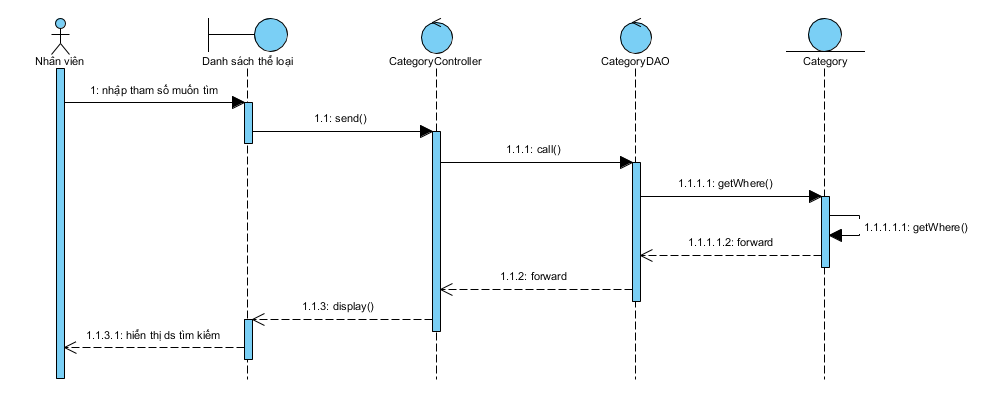 Nhân viên
Danh sách thể loại
CategoryController
CategoryDAO
Category
1: nhập tham số muốn tìm
1.1: send()
1.1.1: call()
1.1.1.1: getWhere()
1.1.1.1.1: getWhere()
1.1.1.1.2: forward
1.1.2: forward
1.1.3: display()
1.1.3.1: hiển thị ds tìm kiếm